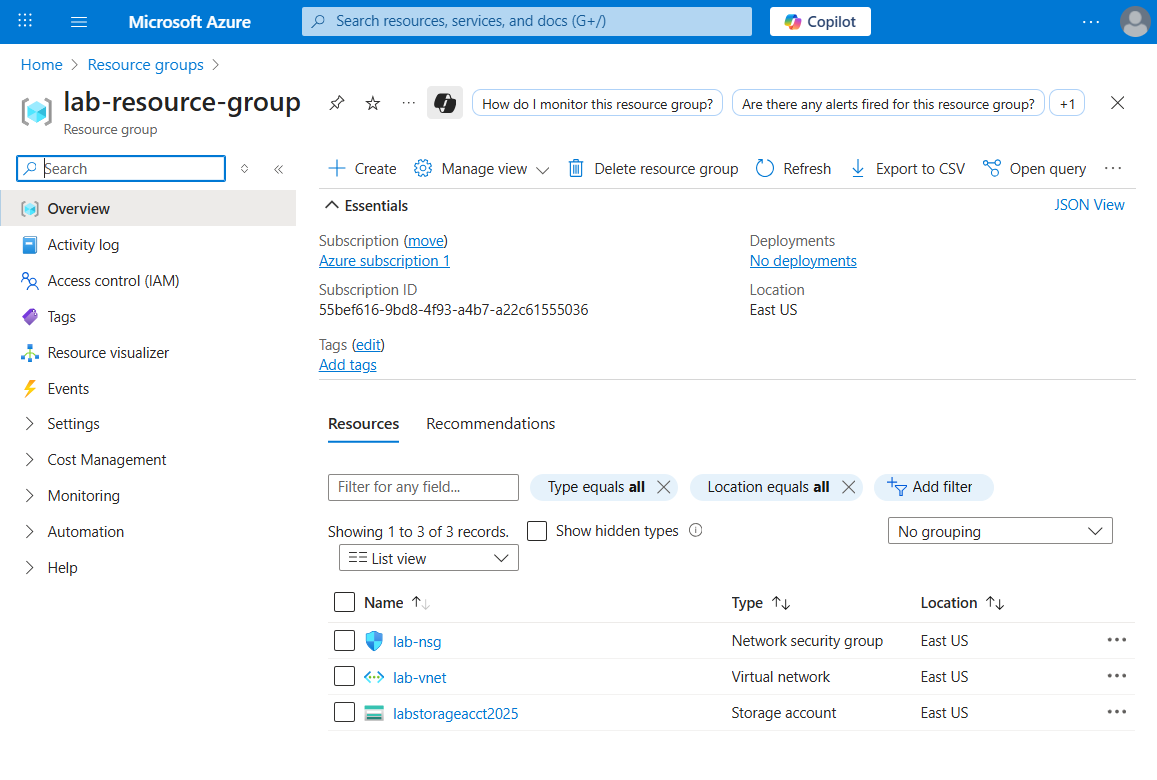 Microsoft Azure
Search resources, services, and docs (G+/)
Copilot
Home > Resource groups >
lab-resource-group
Resource group
How do I monitor this resource group?
Are there any alerts fired for this resource group?
+1
Search
Create
Manage view
Delete resource group
Refresh
Export to CSV
Open query
Overview
Activity log
Access control (IAM)
Tags
Resource visualizer
Events
Settings
Cost Management
Monitoring
Automation
Help
Essentials
JSON View
Subscription (move)
Azure subscription 1
Subscription ID
55bef616-9bd8-4f93-a4b7-a22c61555036
Tags (edit)
Add tags
Deployments
No deployments
Location
East US
Resources
Recommendations
Filter for any field...
Type equals all
Location equals all
Add filter
Showing 1 to 3 of 3 records.
Show hidden types
No grouping
List view
Name Type Location
lab-nsg Network security group East US
lab-vnet Virtual network East US
labstorageacct2025 Storage account East US